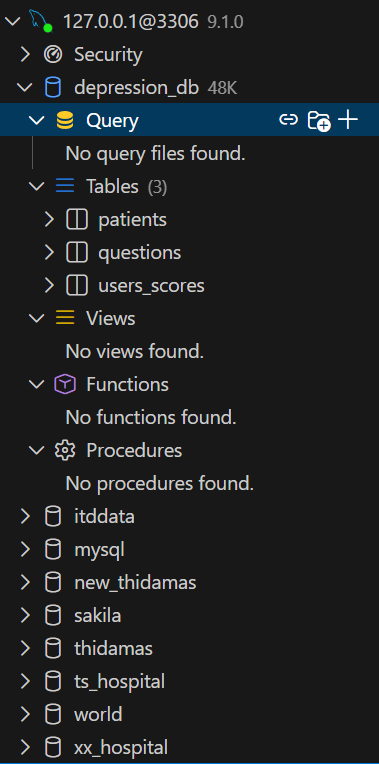 127.0.0.1@3306 9.1.0
Security
depression_db 48K
Query
No query files found.
Tables (3)
patients
questions
users_scores
Views
No views found.
Functions
No functions found.
Procedures
No procedures found.
itddata
mysql
new_thidamas
sakila
thidamas
ts_hospital
world
xx_hospital